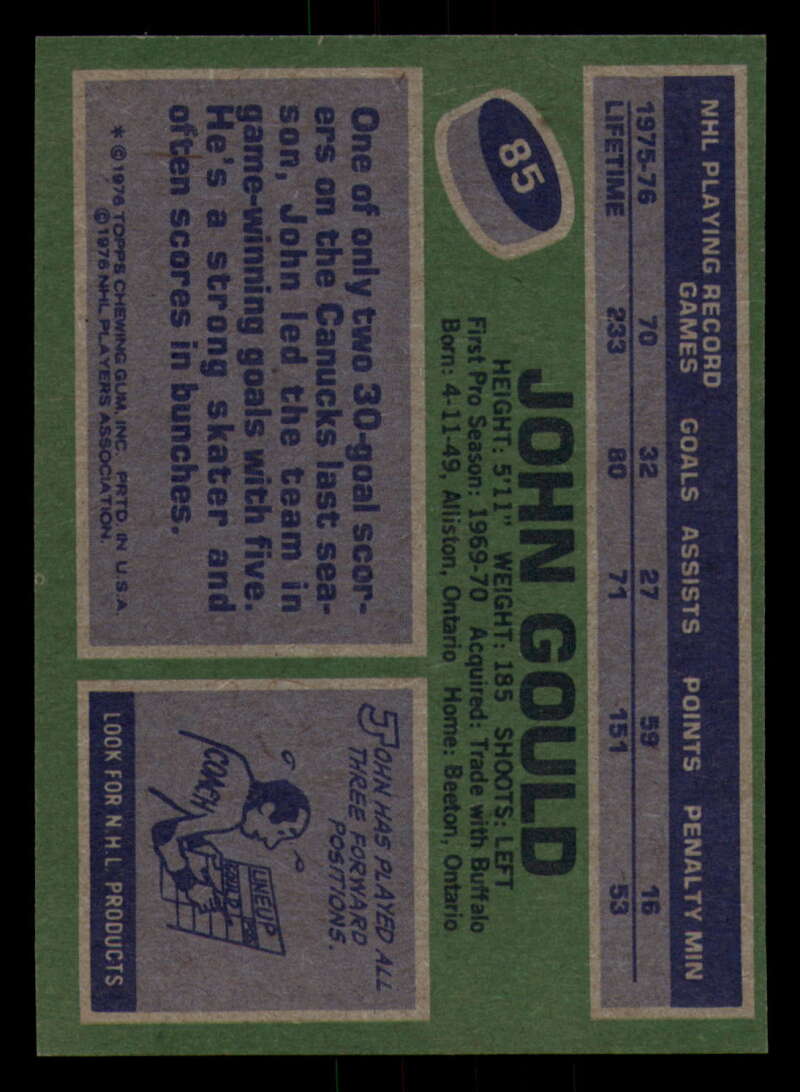 NHL PLAYING RECORD
GAMES GOALS ASSISTS POINTS PENALTY MIN
1975-76 70 32 27 59 16
LIFETIME 233 80 71 151 53
85
JOHN GOULD
HEIGHT: 5'11" WEIGHT: 185 SHOOTS: LEFT
First Pro Season: 1969-70 Acquired: Trade with Buffalo
Born: 4-11-49, Alliston, Ontario Home: Beeton, Ontario
One of only two 30-goal scor-
ers on the Canucks last sea-
son, John led the team in
game-winning goals with five.
He's a strong skater and
often scores in bunches.
* © 1976 TOPPS CHEWING GUM, INC. PRTD. IN U.S.A.
© 1976 NHL PLAYERS ASSOCIATION.
JOHN HAS PLAYED ALL
THREE FORWARD
POSITIONS.
LINEUP
GOULD
COACH
LOOK FOR N.H.L. PRODUCTS